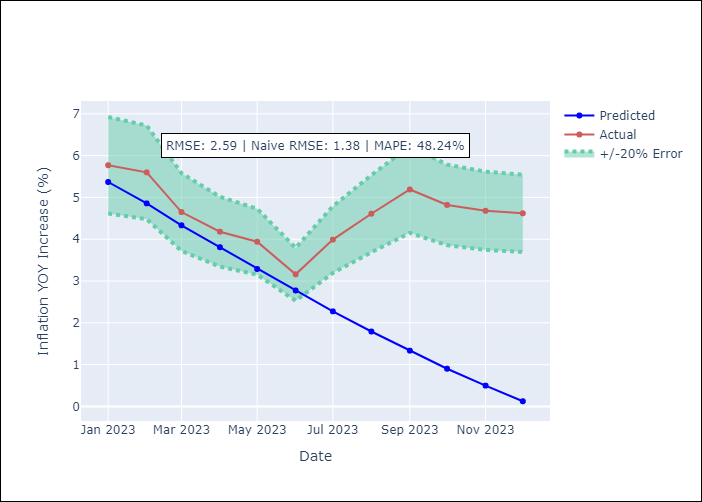 RMSE: 2.59 | Naive RMSE: 1.38 | MAPE: 48.24%
Predicted
Actual
+/-20% Error
Inflation YOY Increase (%)
7
6
5
4
3
2
1
0
Jan 2023 Mar 2023 May 2023 Jul 2023 Sep 2023 Nov 2023
Date